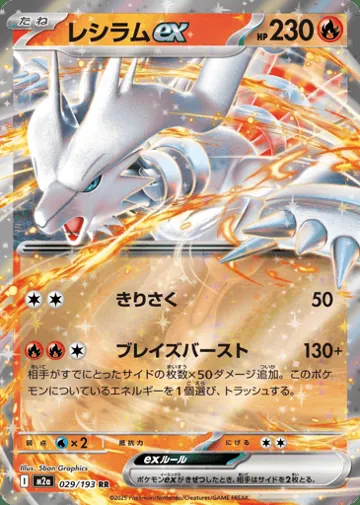 たね レシラムex HP230
きりさく 50
ブレイズバースト 130+
相手がすでにとったサイドの枚数×50ダメージ追加。このポケ
モンについているエネルギーを1個選び、トラッシュする。
弱点 ×2 抵抗力 にげる
Illus. 5ban Graphics
exルール
ポケモンexがきぜつしたとき、相手はサイドを2枚とる。
I m2a 029/193 RR
©2025 Pokémon/Nintendo/Creatures/GAME FREAK.